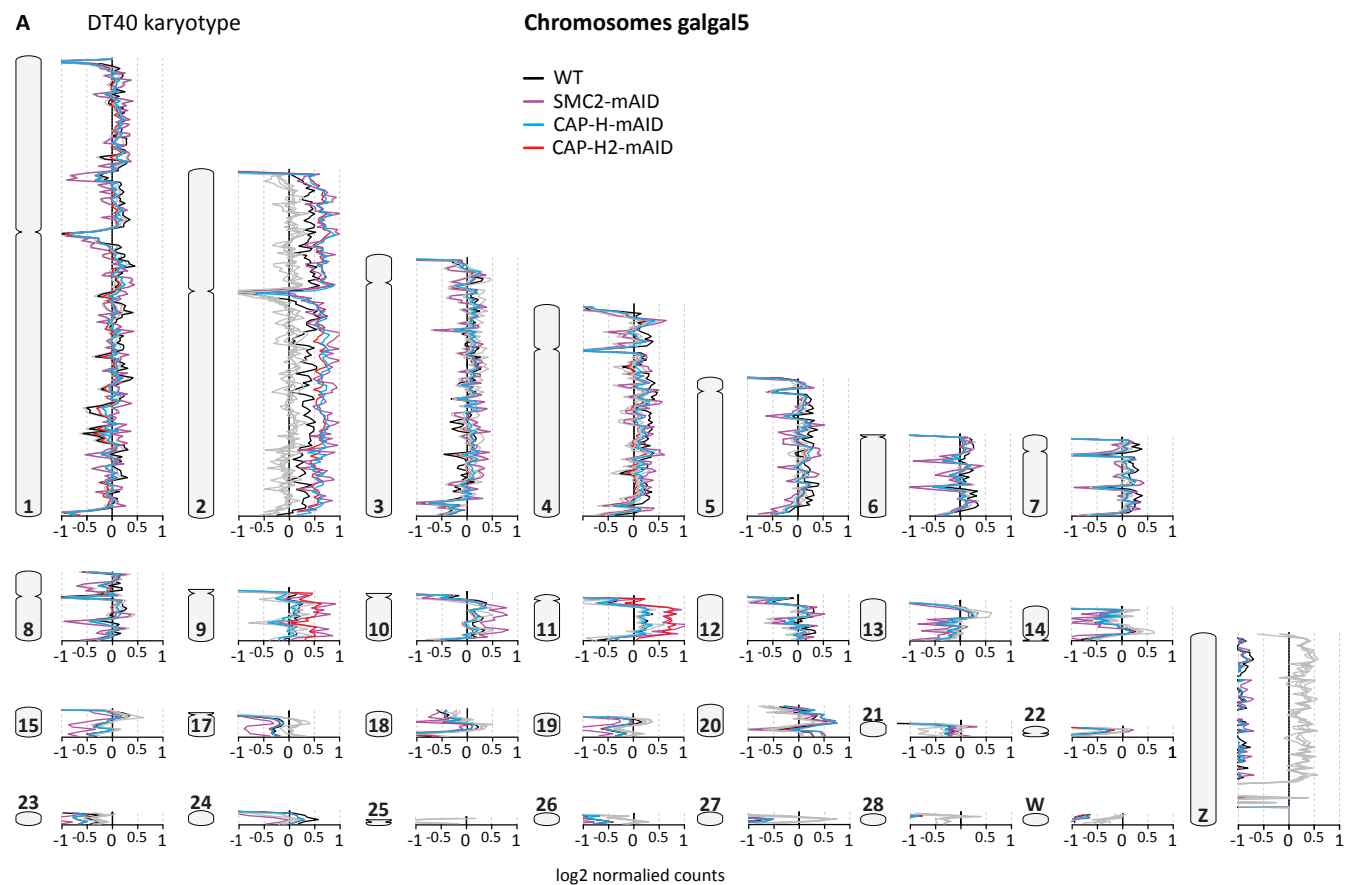 A DT40 karyotype Chromosomes galgal5
WT
SMC2-mAID
CAP-H-mAID
CAP-H2-mAID
1 2 3 4 5 6 7
-1 -0.5 0 0.5 1 -1 -0.5 0 0.5 1 -1 -0.5 0 0.5 1 -1 -0.5 0 0.5 1 -1 -0.5 0 0.5 1 -1 -0.5 0 0.5 1 -1 -0.5 0 0.5 1
8 9 10 11 12 13 14
-1 -0.5 0 0.5 1 -1 -0.5 0 0.5 1 -1 -0.5 0 0.5 1 -1 -0.5 0 0.5 1 -1 -0.5 0 0.5 1 -1 -0.5 0 0.5 1 -1 -0.5 0 0.5 1
15 17 18 19 20 21 22
-1 -0.5 0 0.5 1 -1 -0.5 0 0.5 1 -1 -0.5 0 0.5 1 -1 -0.5 0 0.5 1 -1 -0.5 0 0.5 1 -1 -0.5 0 0.5 1 -1 -0.5 0 0.5 1
23 24 25 26 27 28 W Z
-1 -0.5 0 0.5 1 -1 -0.5 0 0.5 1 -1 -0.5 0 0.5 1 -1 -0.5 0 0.5 1 -1 -0.5 0 0.5 1 -1 -0.5 0 0.5 1 -1 -0.5 0 0.5 1 -1 -0.5 0 0.5 1
log2 normalied counts